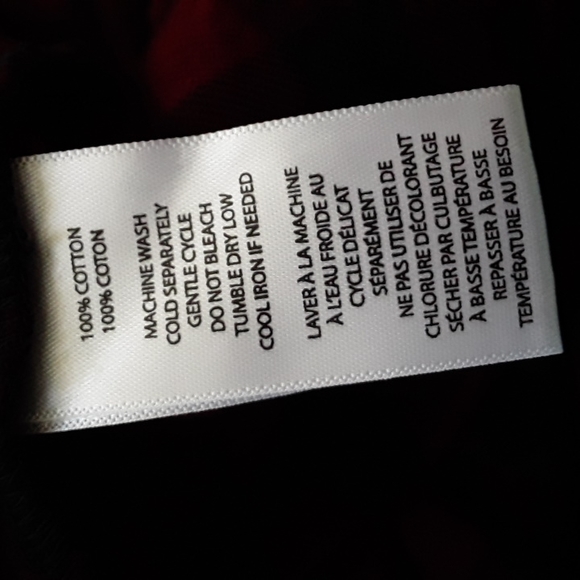 100% COTTON
100% COTON
MACHINE WASH
COLD SEPARATELY
GENTLE CYCLE
DO NOT BLEACH
TUMBLE DRY LOW
COOL IRON IF NEEDED
LAVER À LA MACHINE
À L'EAU FROIDE AU
CYCLE DÉLICAT
SÉPARÉMENT
NE PAS UTILISER DE
CHLORURE DÉCOLORANT
SÉCHER PAR CULBUTAGE
À BASSE TEMPÉRATURE
REPASSER À BASSE
TEMPÉRATURE AU BESOIN